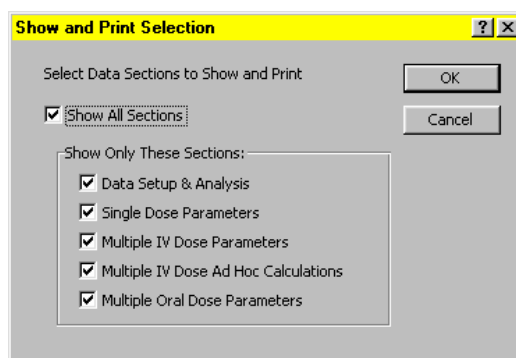 Show and Print Selection
Select Data Sections to Show and Print
OK
Show All Sections
Cancel
Show Only These Sections:
Data Setup & Analysis
Single Dose Parameters
Multiple IV Dose Parameters
Multiple IV Dose Ad Hoc Calculations
Multiple Oral Dose Parameters